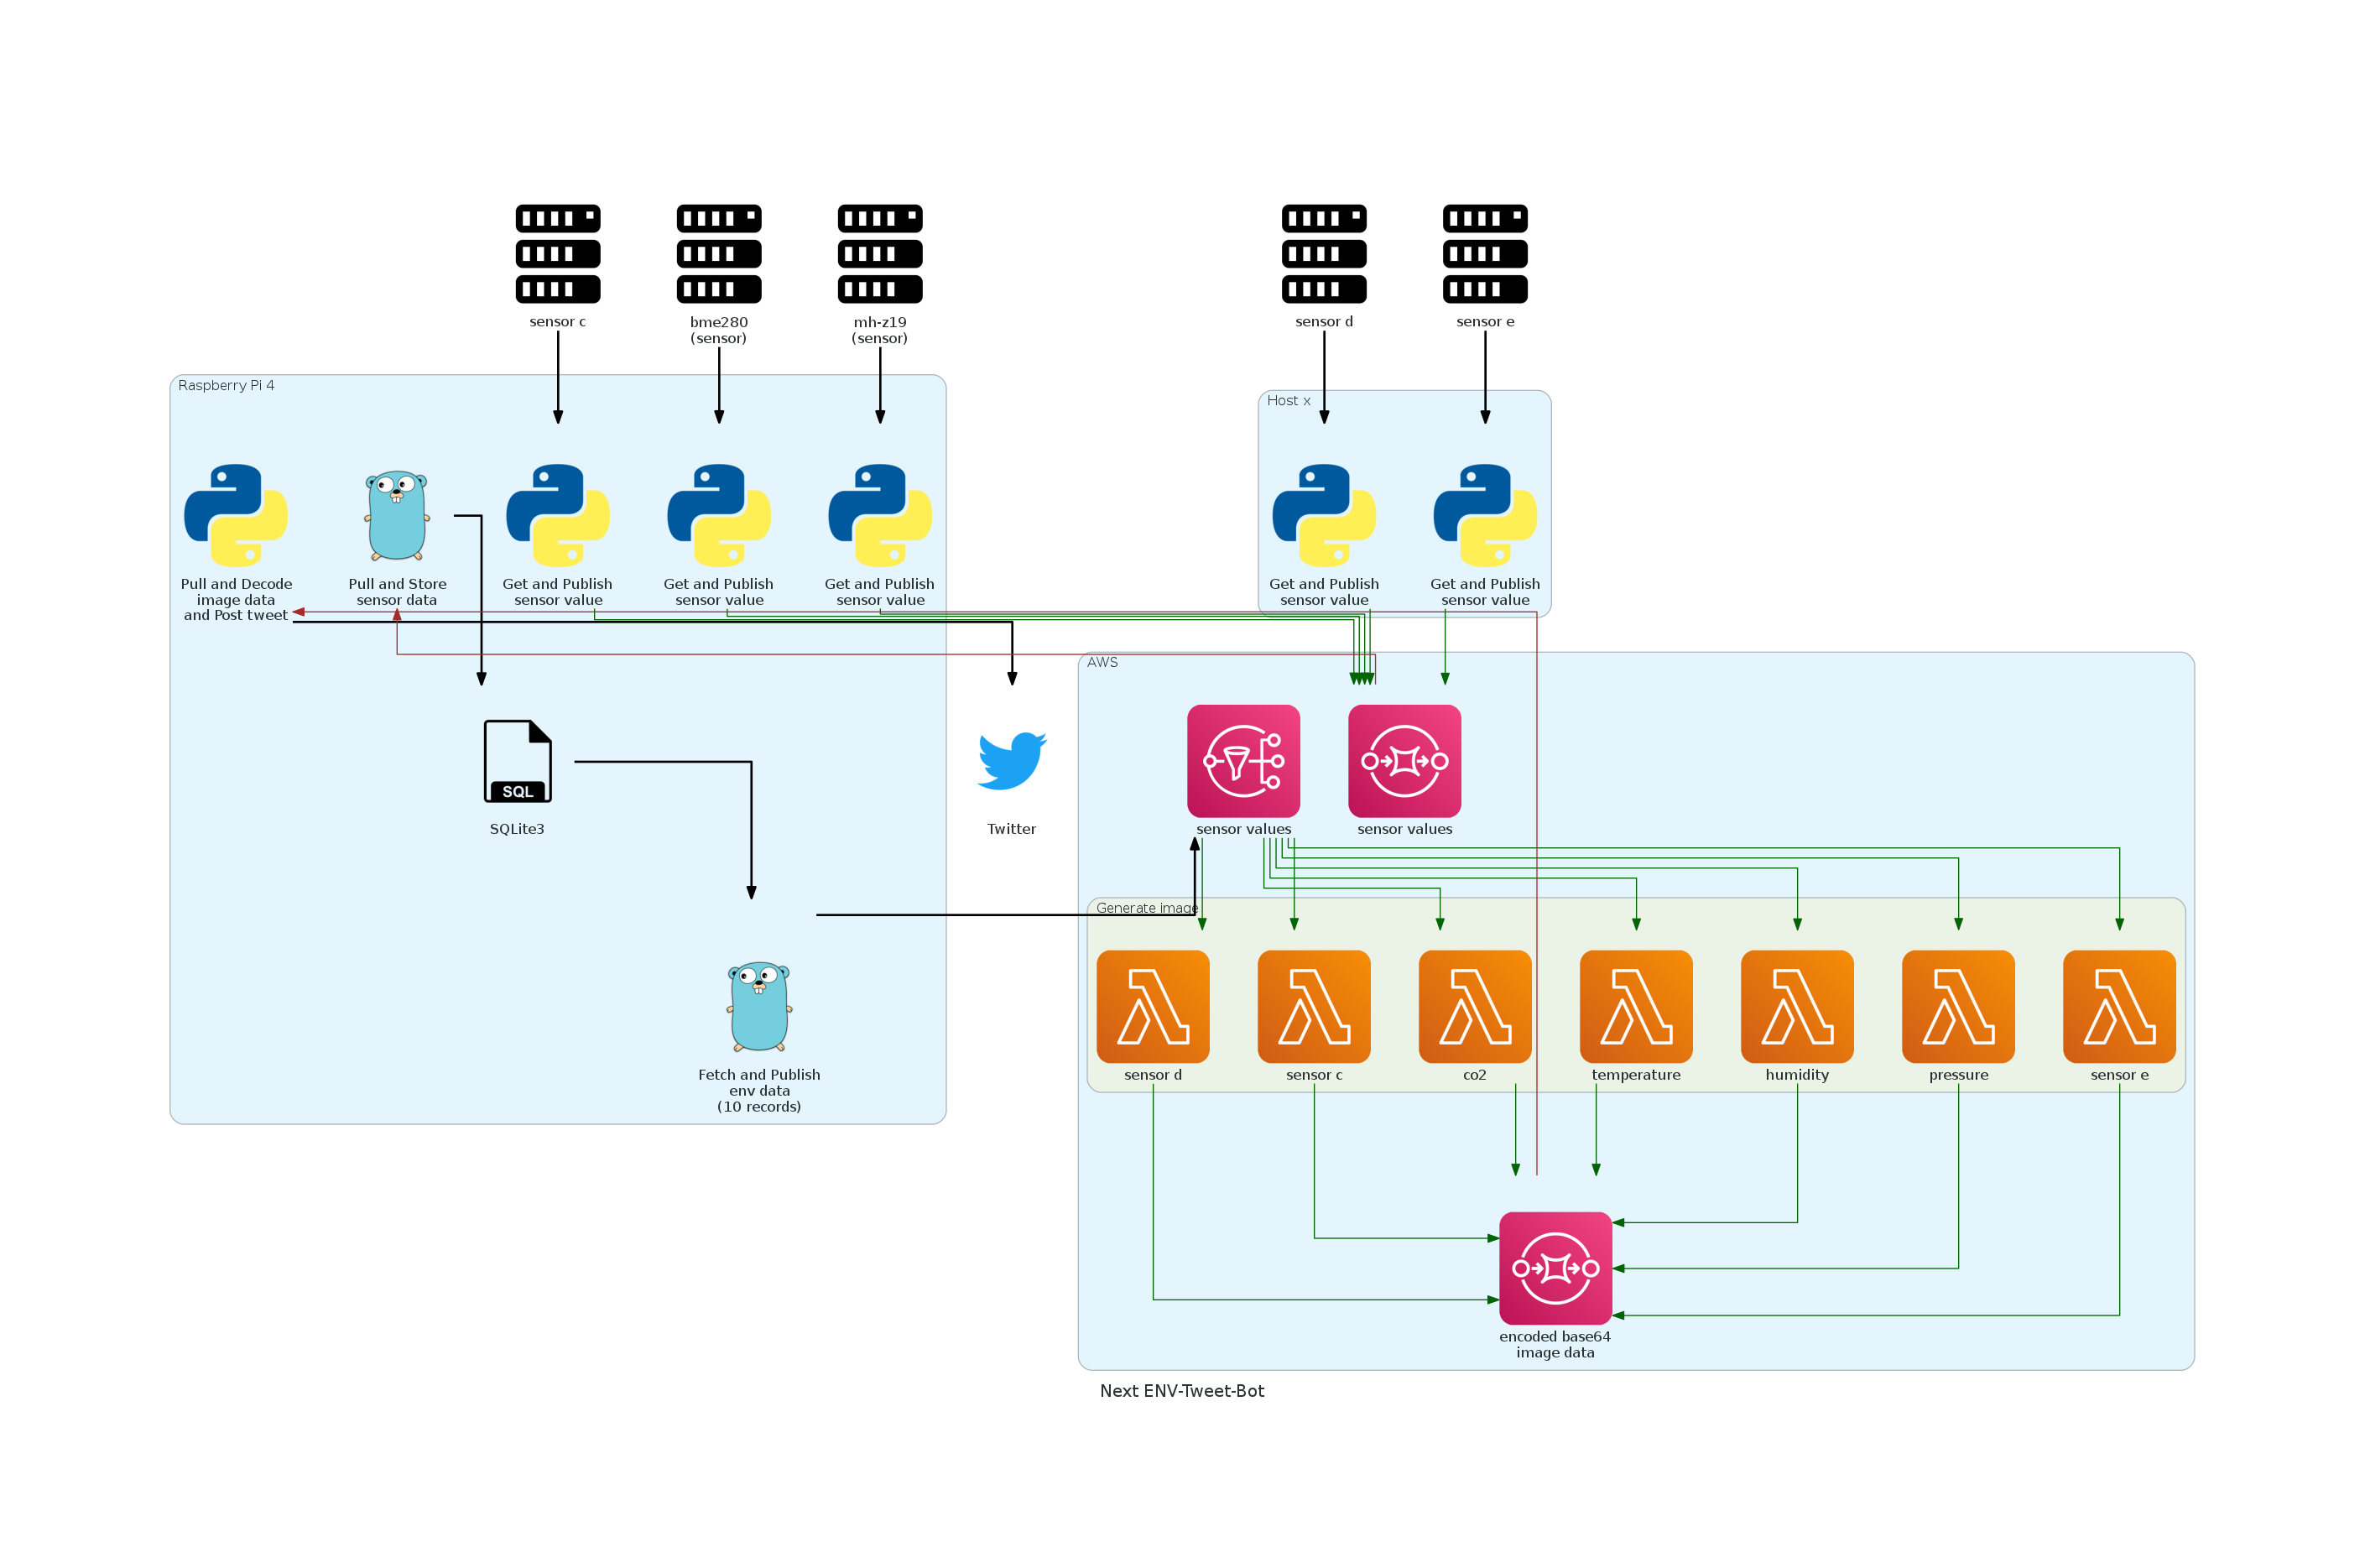 sensor c
bme280
(sensor)
mh-z19
(sensor)
sensor d
sensor e
Raspberry Pi 4
Host x
Pull and Decode
image data
and Post tweet
Pull and Store
sensor data
Get and Publish
sensor value
Get and Publish
sensor value
Get and Publish
sensor value
Get and Publish
sensor value
Get and Publish
sensor value
AWS
SQL
SQLite3
Twitter
sensor values
sensor values
Generate image
sensor d
sensor c
co2
temperature
humidity
pressure
sensor e
Fetch and Publish
env data
(10 records)
encoded base64
image data
Next ENV-Tweet-Bot